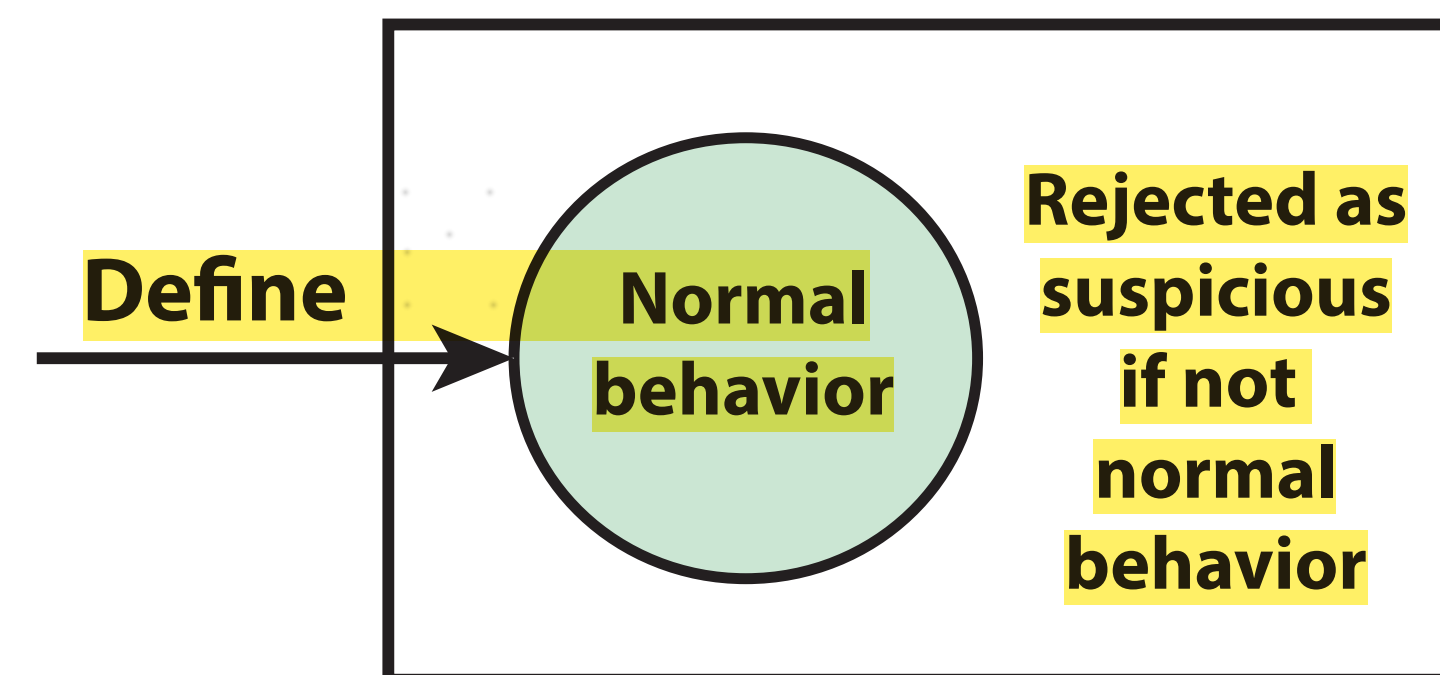 Define
Normal
behavior
Rejected as
suspicious
if not
normal
behavior